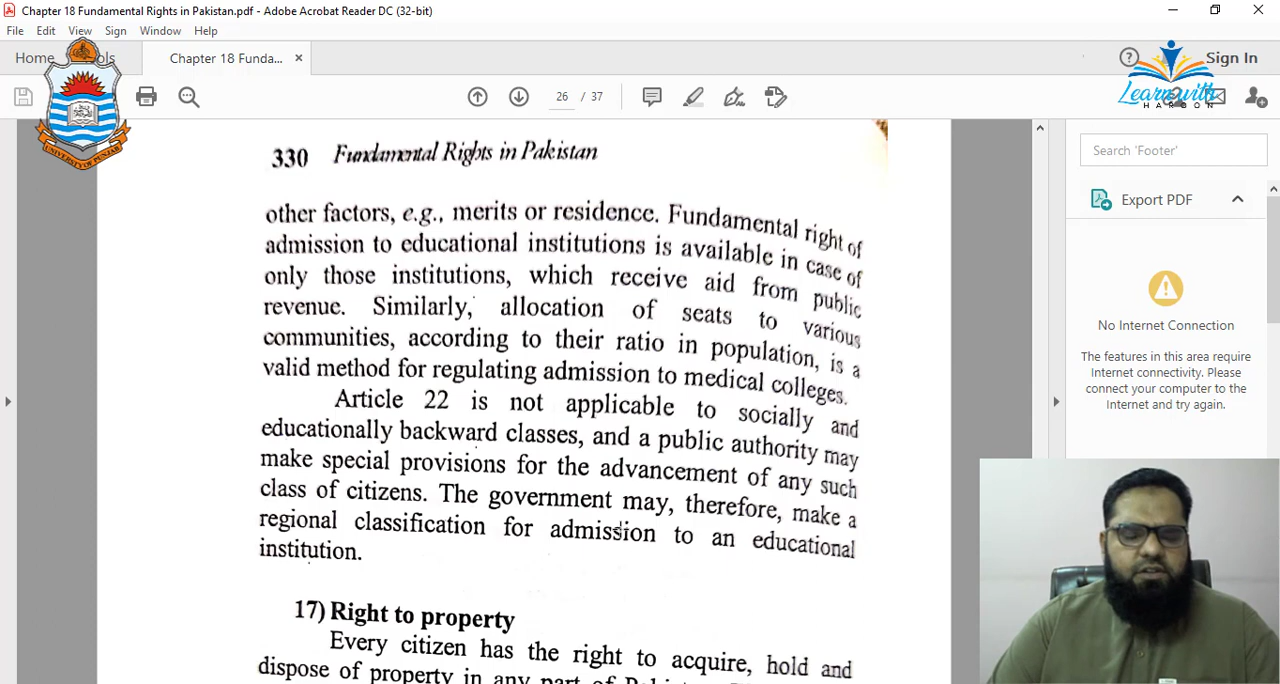 Chapter 18 Fundamental Rights in Pakistan.pdf - Adobe Acrobat Reader DC (32-bit)
File Edit View Sign Window Help
Home
Chapter 18 Funda...
Sign In
26 / 37
Learn with
HAROON
UNIVERSITY OF PUNJAB
330 Fundamental Rights in Pakistan
other factors, e.g., merits or residence. Fundamental right of
admission to educational institutions is available in case of
only those institutions, which receive aid from public
revenue. Similarly, allocation of seats to various
communities, according to their ratio in population, is a
valid method for regulating admission to medical colleges.
Article 22 is not applicable to socially and
educationally backward classes, and a public authority may
make special provisions for the advancement of any such
class of citizens. The government may, therefore, make a
regional classification for admission to an educational
institution.
17) Right to property
Every citizen has the right to acquire, hold and
dispose of property in any part of
Search 'Footer'
Export PDF
No Internet Connection
The features in this area require
Internet connectivity. Please
connect your computer to the
Internet and try again.